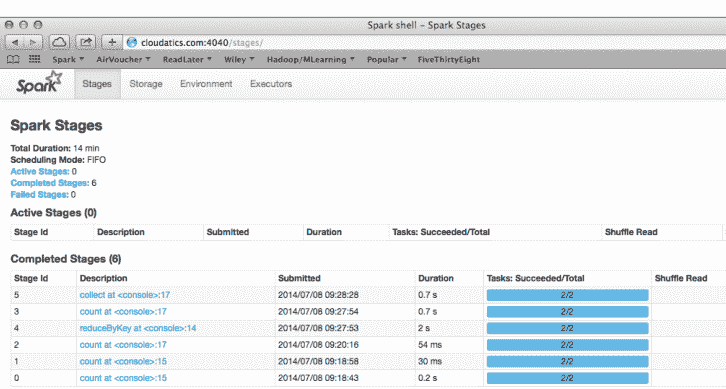 Spark shell – Spark Stages
cloudatics.com:4040/stages/
Spark AirVoucher ReadLater Wiley Hadoop/MLearning Popular FiveThirtyEight
Spark Stages Storage Environment Executors
Spark Stages
Total Duration: 14 min
Scheduling Mode: FIFO
Active Stages: 0
Completed Stages: 6
Failed Stages: 0
Active Stages (0)
Stage Id Description Submitted Duration Tasks: Succeeded/Total Shuffle Read
Completed Stages (6)
Stage Id Description Submitted Duration Tasks: Succeeded/Total Shuffle Read
5 collect at <console>:17 2014/07/08 09:28:28 0.7 s 2/2
3 count at <console>:17 2014/07/08 09:27:54 0.7 s 2/2
4 reduceByKey at <console>:14 2014/07/08 09:27:53 2 s 2/2
2 count at <console>:17 2014/07/08 09:20:16 54 ms 2/2
1 count at <console>:15 2014/07/08 09:18:58 30 ms 2/2
0 count at <console>:15 2014/07/08 09:18:43 0.2 s 2/2